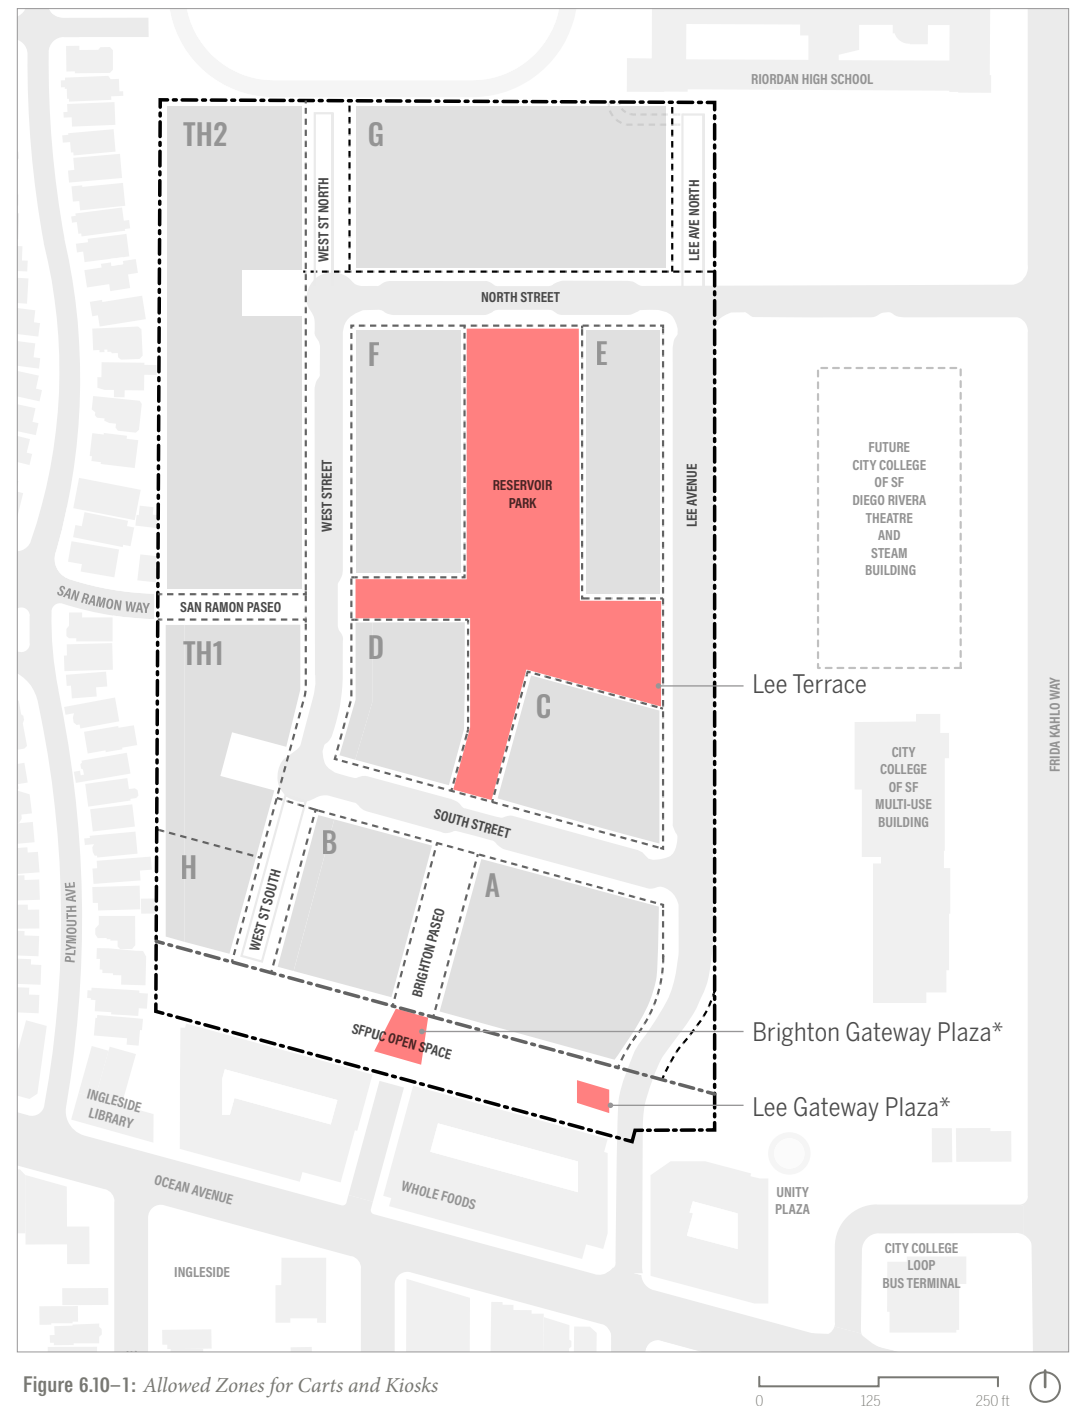 RIORDAN HIGH SCHOOL
TH2
G
WEST ST NORTH
LEE AVE NORTH
NORTH STREET
F
E
RESERVOIR
PARK
WEST STREET
LEE AVENUE
FUTURE
CITY COLLEGE
OF SF
DIEGO RIVERA
THEATRE
AND
STEAM
BUILDING
SAN RAMON WAY
SAN RAMON PASEO
TH1
D
C
Lee Terrace
FRIDA KAHLO WAY
CITY
COLLEGE
OF SF
MULTI-USE
BUILDING
SOUTH STREET
B
H
A
WEST ST SOUTH
BRIGHTON PASEO
PLYMOUTH AVE
SFPUC OPEN SPACE
Brighton Gateway Plaza*
Lee Gateway Plaza*
INGLESIDE
LIBRARY
OCEAN AVENUE
WHOLE FOODS
UNITY
PLAZA
INGLESIDE
CITY COLLEGE
LOOP
BUS TERMINAL
Figure 6.10–1: Allowed Zones for Carts and Kiosks
0 125 250 ft